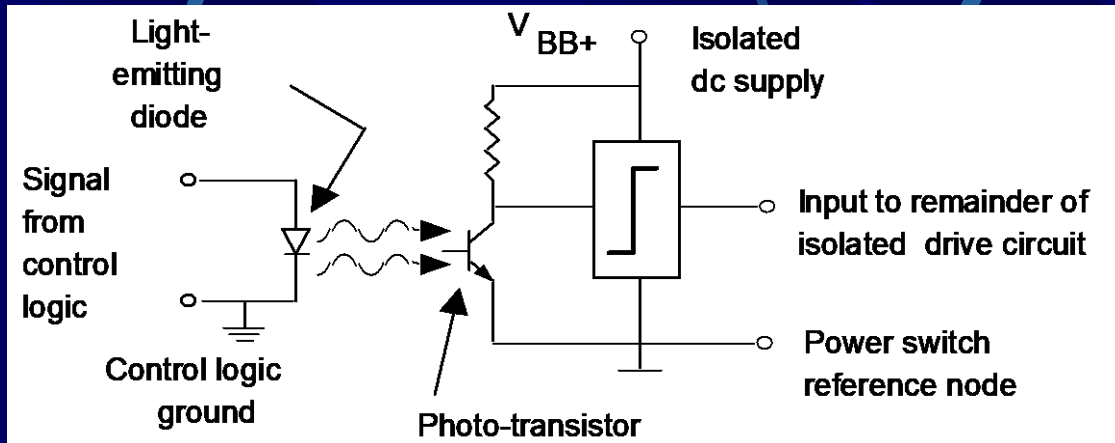 Light-
emitting
diode
V
BB+
Isolated
dc supply
Signal
from
control
logic
Input to remainder of
isolated drive circuit
Control logic
ground
Power switch
reference node
Photo-transistor